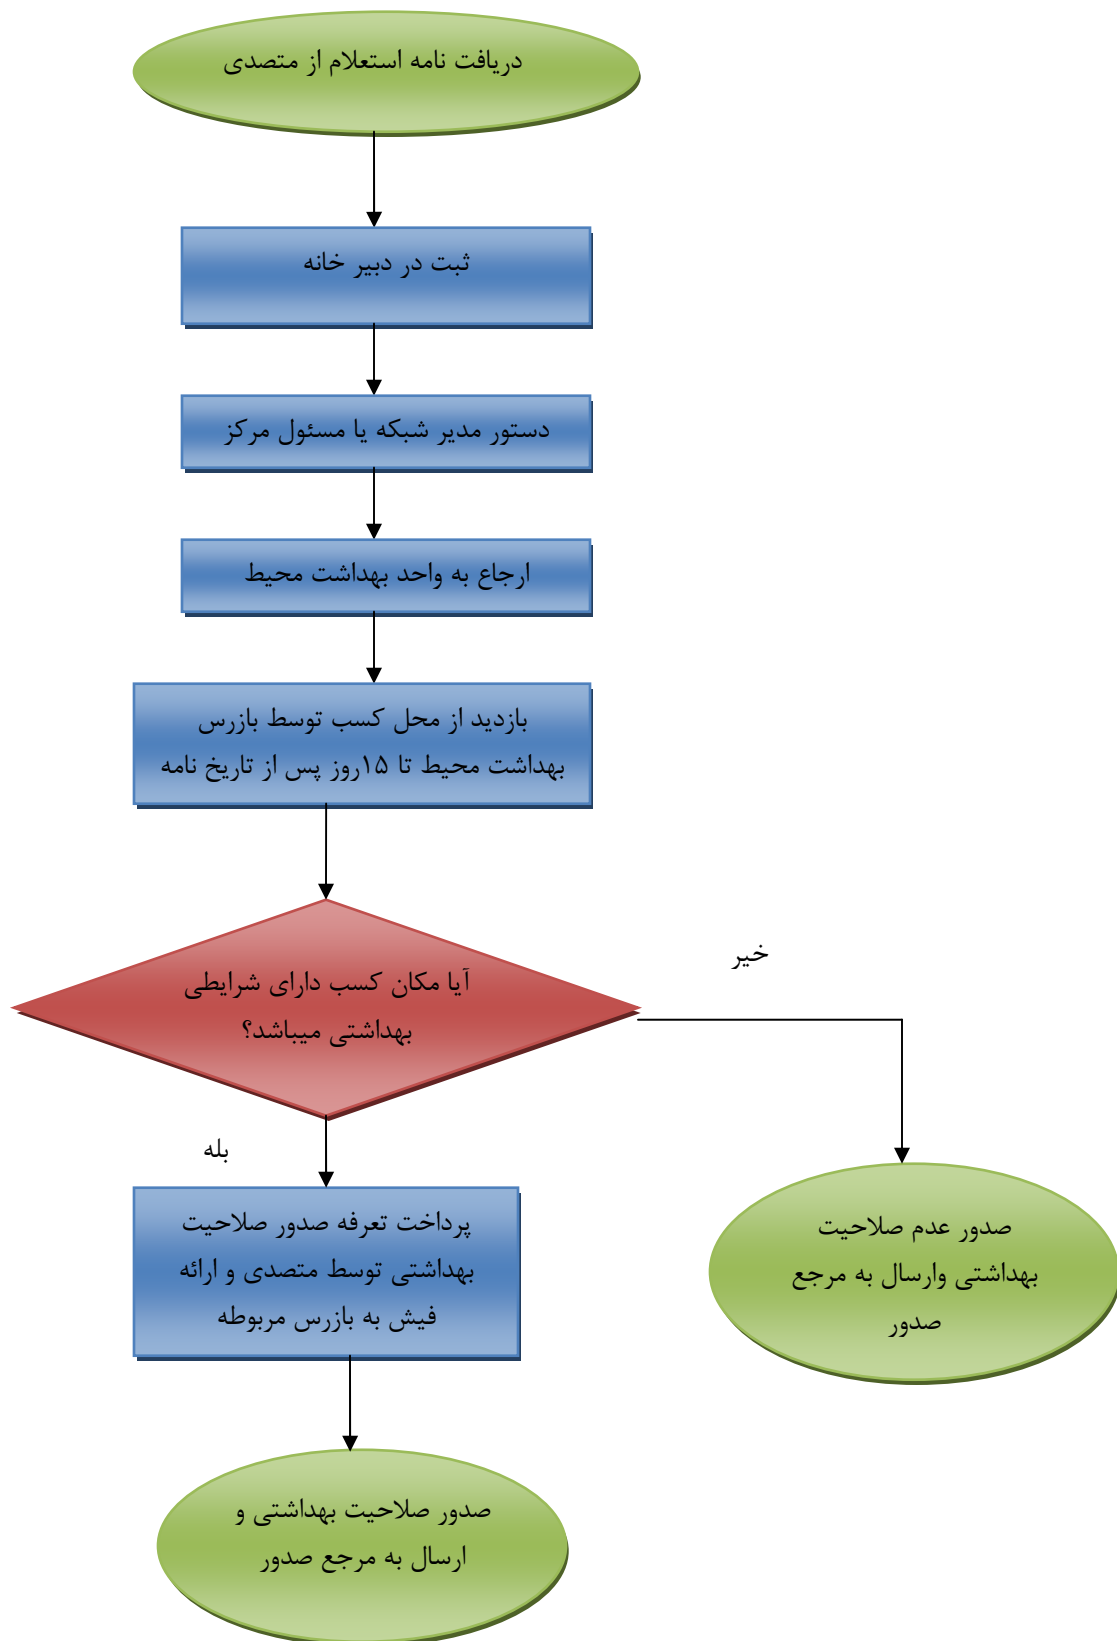 دریافت نامه استعلام از متصدی
ثبت در دبیر خانه
دستور مدیر شبکه یا مسئول مرکز
ارجاع به واحد بهداشت محیط
بازدید از محل کسب توسط بازرس
بهداشت محیط تا ۱۵روز پس از تاریخ نامه
آیا مکان کسب دارای شرایطی
بهداشتی میباشد؟
خیر
بله
پرداخت تعرفه صدور صلاحیت
بهداشتی توسط متصدی و ارائه
فیش به بازرس مربوطه
صدور عدم صلاحیت
بهداشتی وارسال به مرجع
صدور
صدور صلاحیت بهداشتی و
ارسال به مرجع صدور